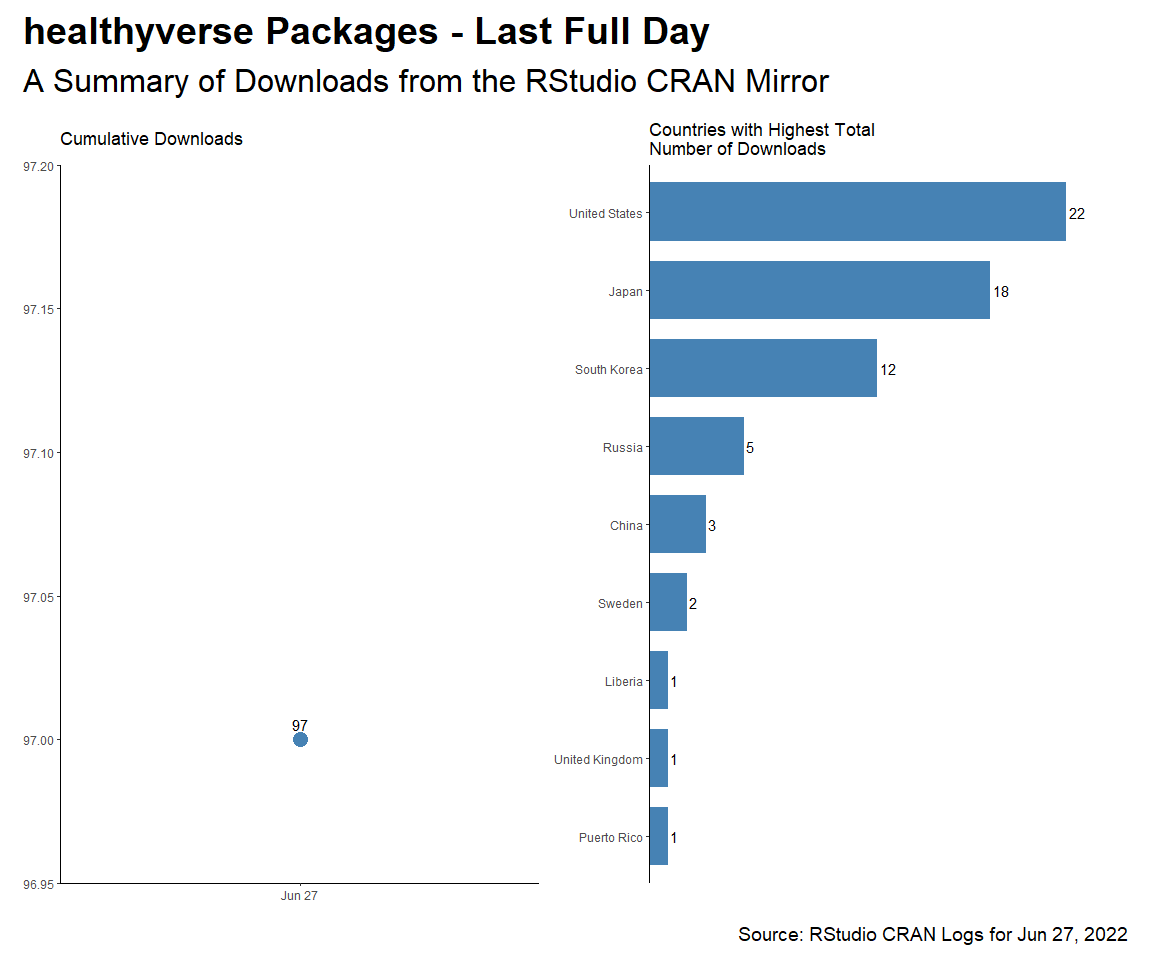 healthyverse Packages - Last Full Day
A Summary of Downloads from the RStudio CRAN Mirror
Cumulative Downloads
97.20
97.15
97.10
97.05
97.00
96.95
97
Jun 27
Countries with Highest Total
Number of Downloads
United States 22
Japan 18
South Korea 12
Russia 5
China 3
Sweden 2
Liberia 1
United Kingdom 1
Puerto Rico 1
Source: RStudio CRAN Logs for Jun 27, 2022